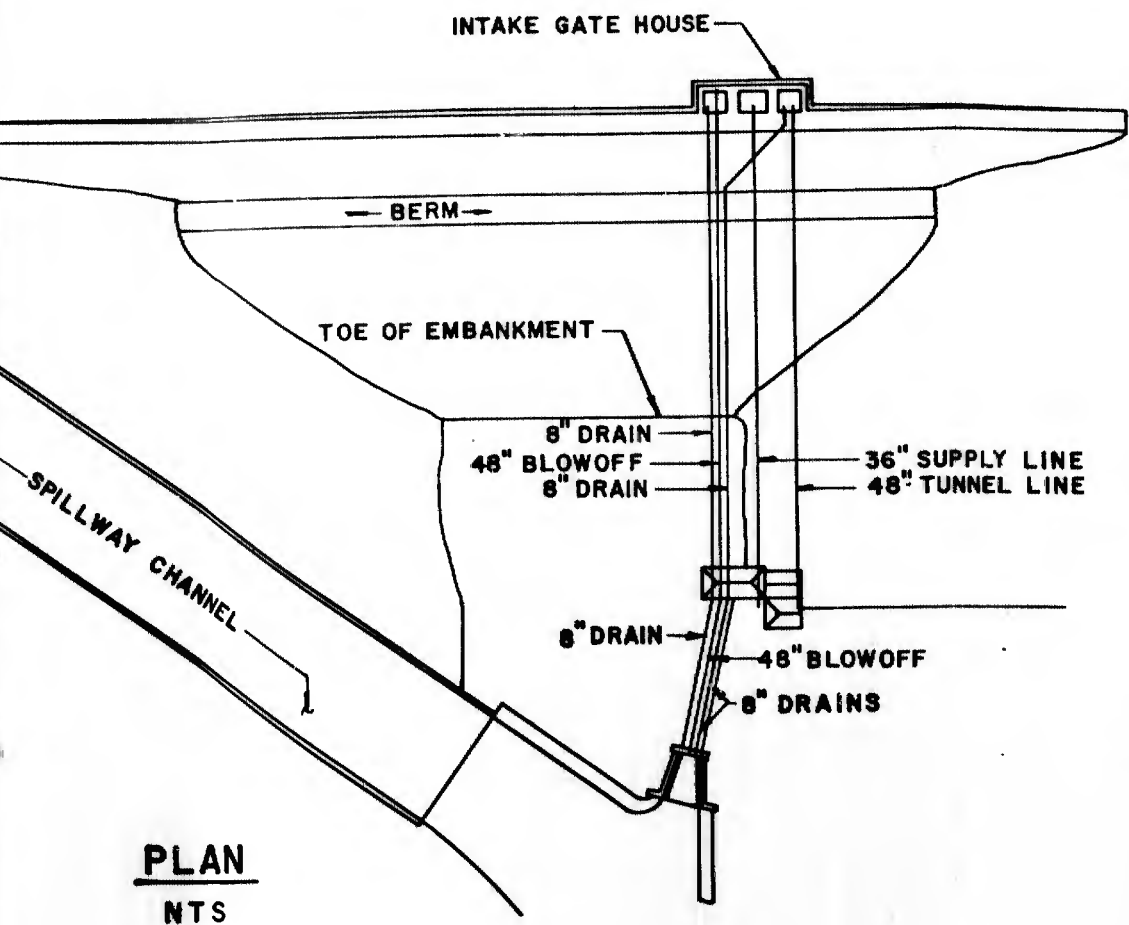 INTAKE GATE HOUSE
BERM
TOE OF EMBANKMENT
8" DRAIN
48" BLOWOFF
8" DRAIN
36" SUPPLY LINE
48" TUNNEL LINE
SPILLWAY CHANNEL
8" DRAIN
48" BLOWOFF
8" DRAINS
PLAN
NTS